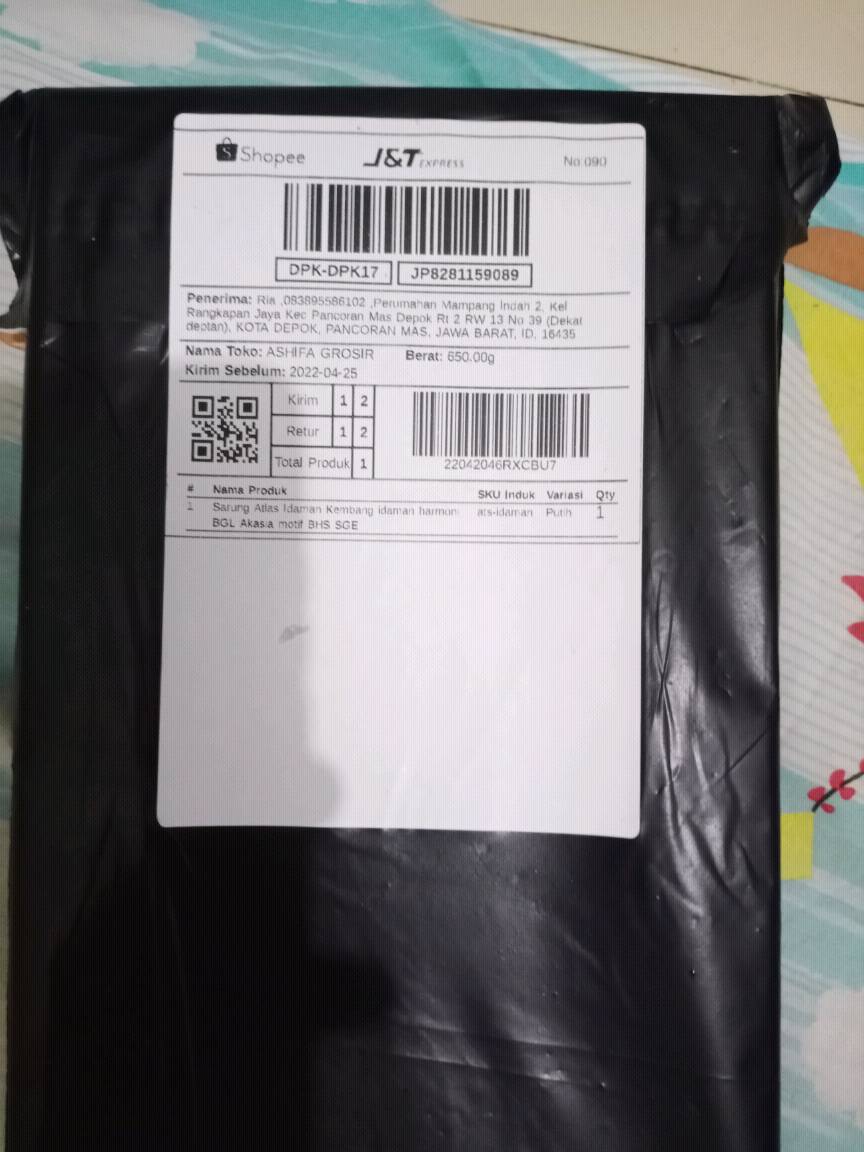 Shopee J&T EXPRESS No 090
DPK-DPK17 JP8281159089
Penerima: Ria ,083895586102 ,Perumahan Mampang Indah 2, Kel
Rangkapan Jaya Kec Pancoran Mas Depok Rt 2 RW 13 No 39 (Dekat
deptan), KOTA DEPOK, PANCORAN MAS, JAWA BARAT, ID, 16435
Nama Toko: ASHIFA GROSIR Berat: 650.00g
Kirim Sebelum: 2022-04-25
Kirim 1 2
Retur 1 2
Total Produk 1
22042046RXCBU7
# Nama Produk SKU Induk Variasi Qty
1 Sarung Atlas Idaman Kembang idaman harmoni ats-idaman Putih 1
BGL Akasia motif BHS SGE